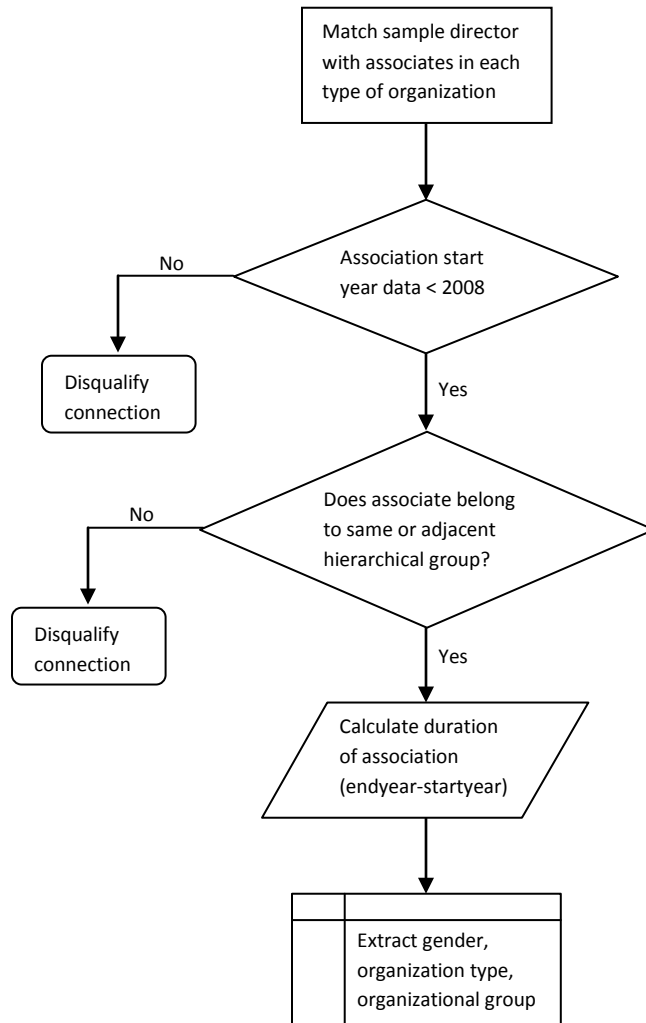 Match sample director
with associates in each
type of organization
Association start
year data < 2008
No
Disqualify
connection
Yes
Does associate belong
to same or adjacent
hierarchical group?
No
Disqualify
connection
Yes
Calculate duration
of association
(endyear-startyear)
Extract gender,
organization type,
organizational group